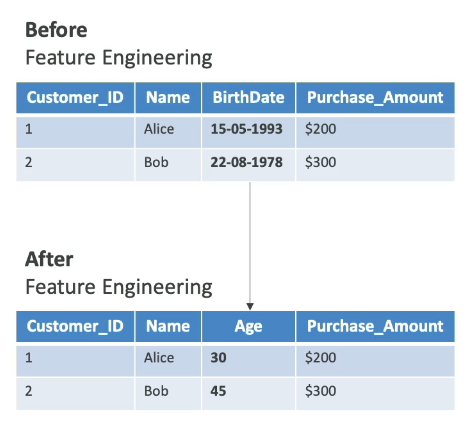 Before
Feature Engineering
Customer_ID Name BirthDate Purchase_Amount
1 Alice 15-05-1993 $200
2 Bob 22-08-1978 $300
After
Feature Engineering
Customer_ID Name Age Purchase_Amount
1 Alice 30 $200
2 Bob 45 $300